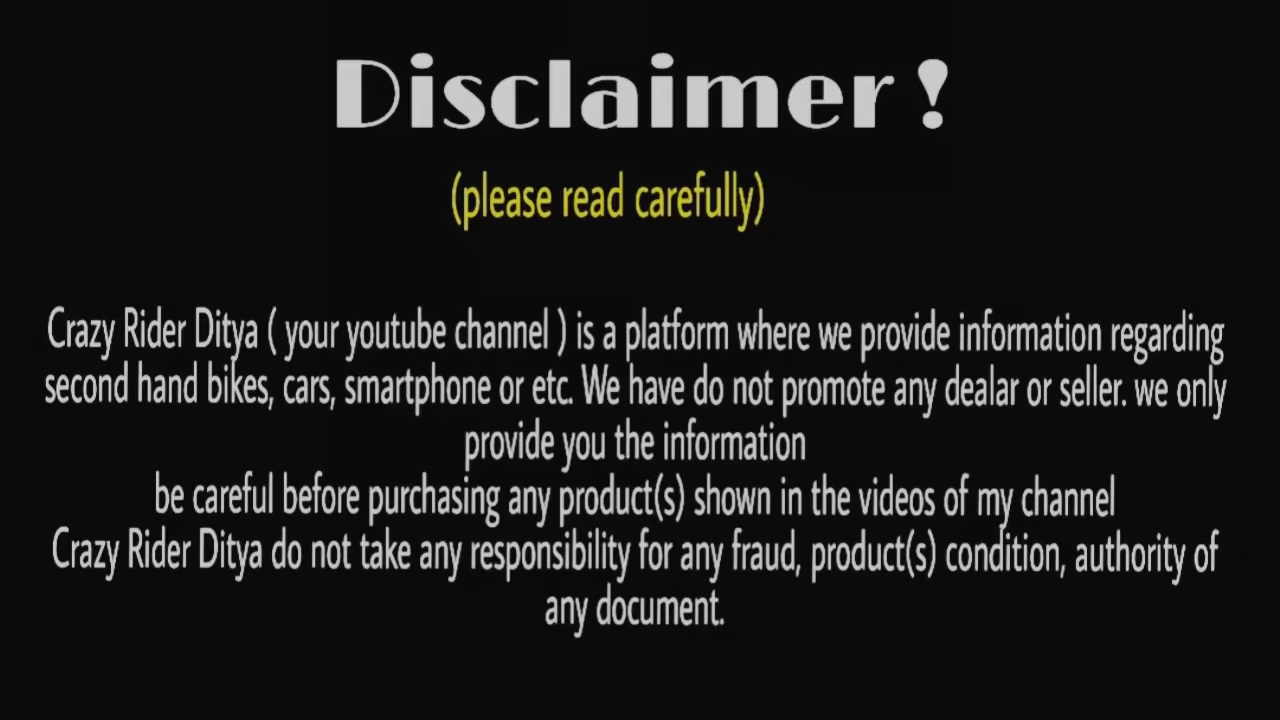 Disclaimer !
(please read carefully)
Crazy Rider Ditya ( your youtube channel ) is a platform where we provide information regarding
second hand bikes, cars, smartphone or etc. We have do not promote any dealar or seller. we only
provide you the information
be careful before purchasing any product(s) shown in the videos of my channel
Crazy Rider Ditya do not take any responsibility for any fraud, product(s) condition, authority of
any document.